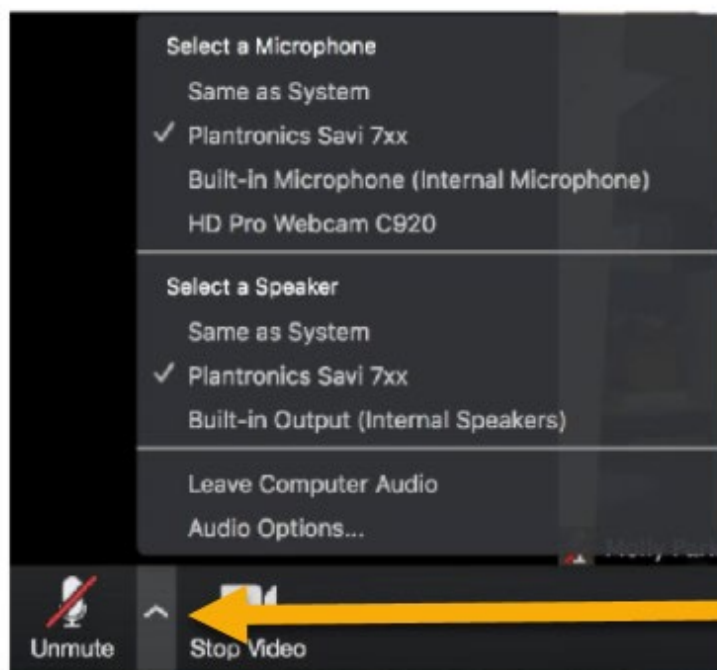 Select a Microphone
Same as System
✓ Plantronics Savi 7xx
Built-in Microphone (Internal Microphone)
HD Pro Webcam C920
Select a Speaker
Same as System
✓ Plantronics Savi 7xx
Built-in Output (Internal Speakers)
Leave Computer Audio
Audio Options...
Molly Park
Unmute
Stop Video